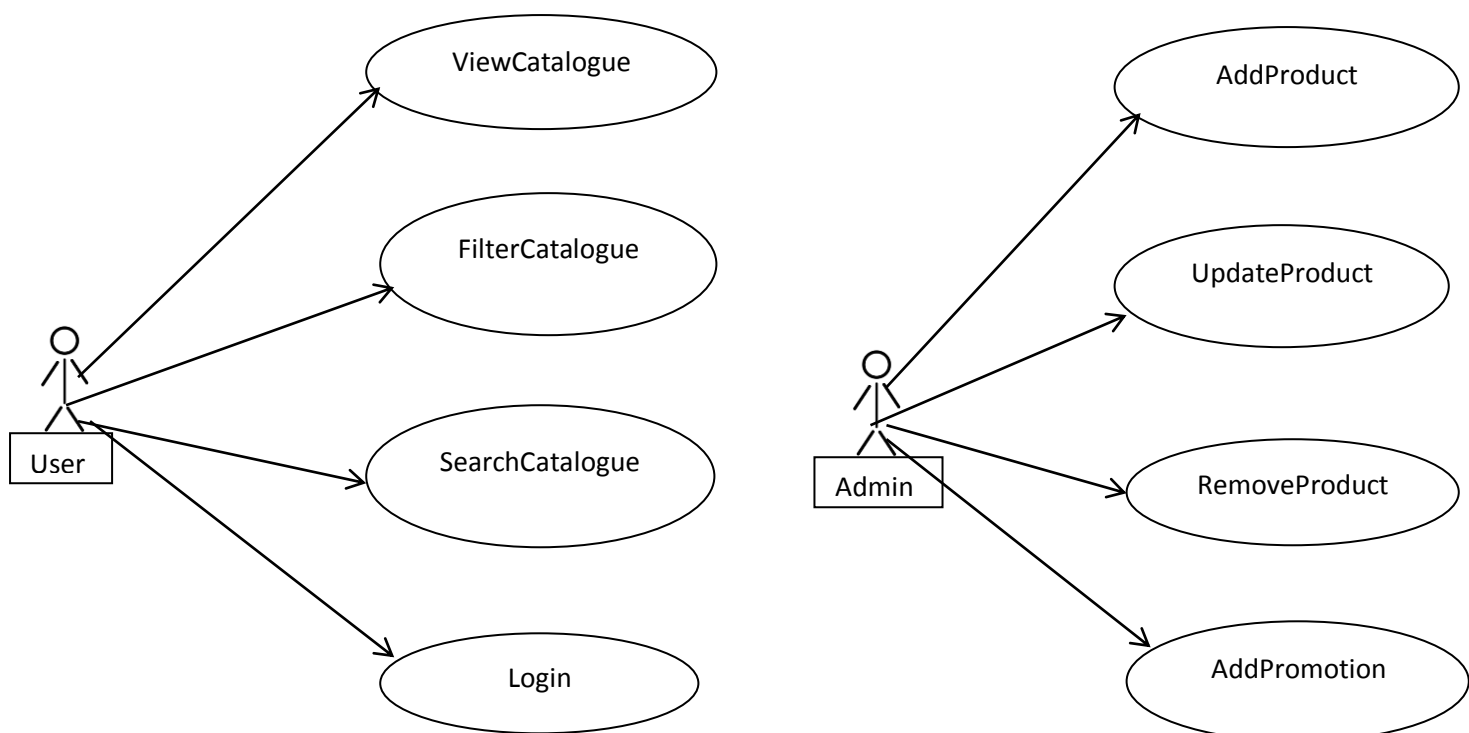 ViewCatalogue
FilterCatalogue
User
SearchCatalogue
Login
AddProduct
UpdateProduct
Admin
RemoveProduct
AddPromotion